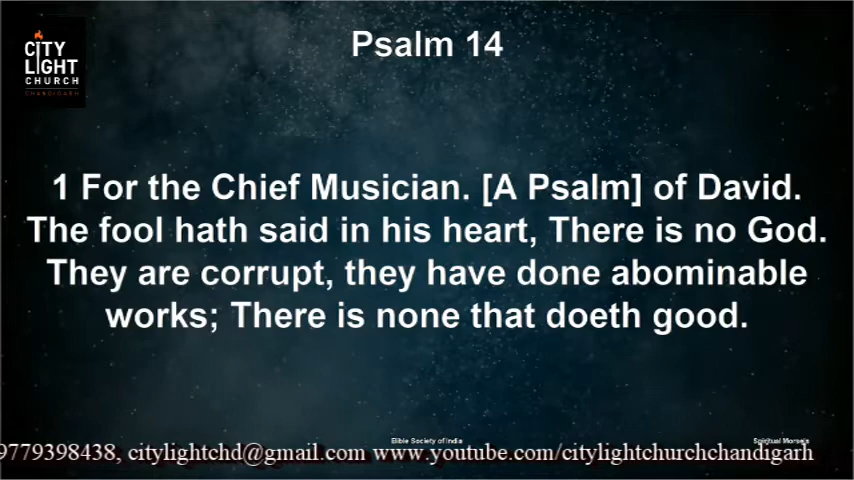 CITY
LIGHT
CHURCH
CHANDIGARH
Psalm 14
1 For the Chief Musician. [A Psalm] of David.
The fool hath said in his heart, There is no God.
They are corrupt, they have done abominable
works; There is none that doeth good.
Bible Society of India
Spiritual Morsels
9779398438, citylightchd@gmail.com www.youtube.com/citylightchurchchandigarh